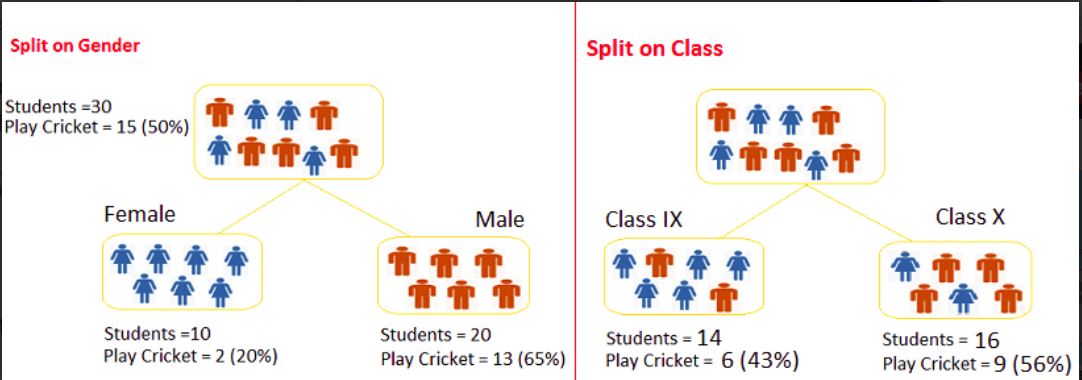 Split on Gender
Students =30
Play Cricket = 15 (50%)
Female
Male
Students =10
Play Cricket = 2 (20%)
Students = 20
Play Cricket = 13 (65%)
Split on Class
Class IX
Class X
Students = 14
Play Cricket = 6 (43%)
Students = 16
Play Cricket = 9 (56%)